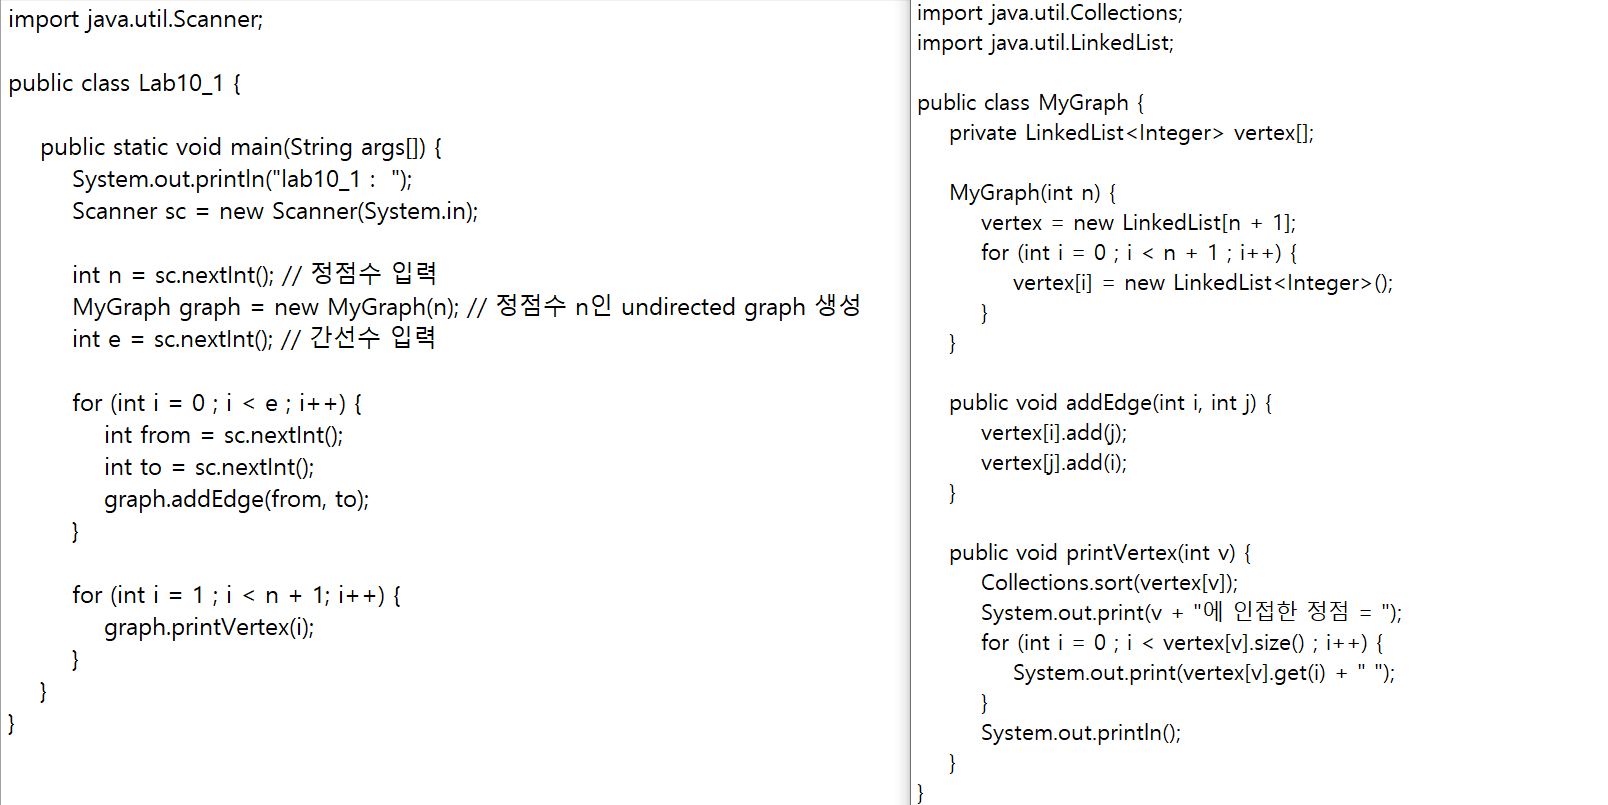 import java.util.Scanner;
public class Lab10_1 {
public static void main(String args[]) {
System.out.println("lab10_1 :  ");
Scanner sc = new Scanner(System.in);
int n = sc.nextInt(); // 정점수 입력
MyGraph graph = new MyGraph(n); // 정점수 n인 undirected graph 생성
int e = sc.nextInt(); // 간선수 입력
for (int i = 0 ; i < e ; i++) {
int from = sc.nextInt();
int to = sc.nextInt();
graph.addEdge(from, to);
}
for (int i = 1 ; i < n + 1; i++) {
graph.printVertex(i);
}
}
}
import java.util.Collections;
import java.util.LinkedList;
public class MyGraph {
private LinkedList<Integer> vertex[];
MyGraph(int n) {
vertex = new LinkedList[n + 1];
for (int i = 0 ; i < n + 1 ; i++) {
vertex[i] = new LinkedList<Integer>();
}
}
public void addEdge(int i, int j) {
vertex[i].add(j);
vertex[j].add(i);
}
public void printVertex(int v) {
Collections.sort(vertex[v]);
System.out.print(v + "에 인접한 정점 = ");
for (int i = 0 ; i < vertex[v].size() ; i++) {
System.out.print(vertex[v].get(i) + " ");
}
System.out.println();
}
}